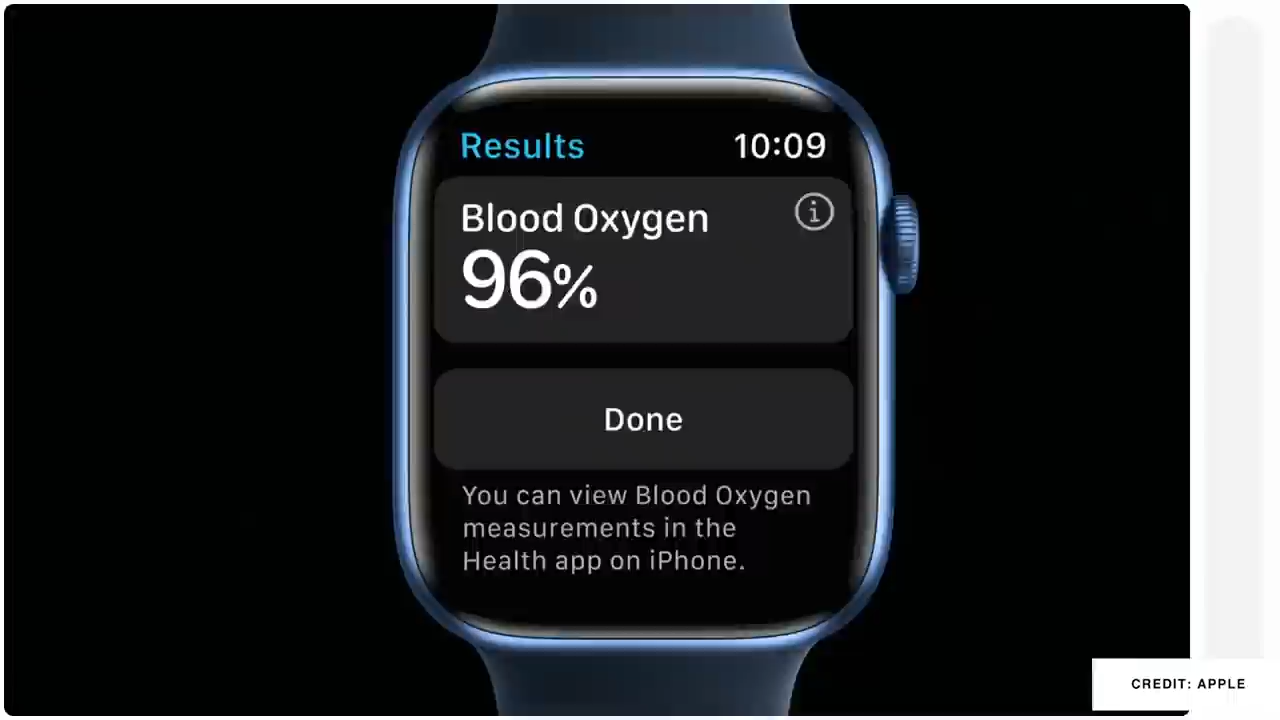 Results 10:09
Blood Oxygen
96%
Done
You can view Blood Oxygen
measurements in the
Health app on iPhone.
CREDIT: APPLE